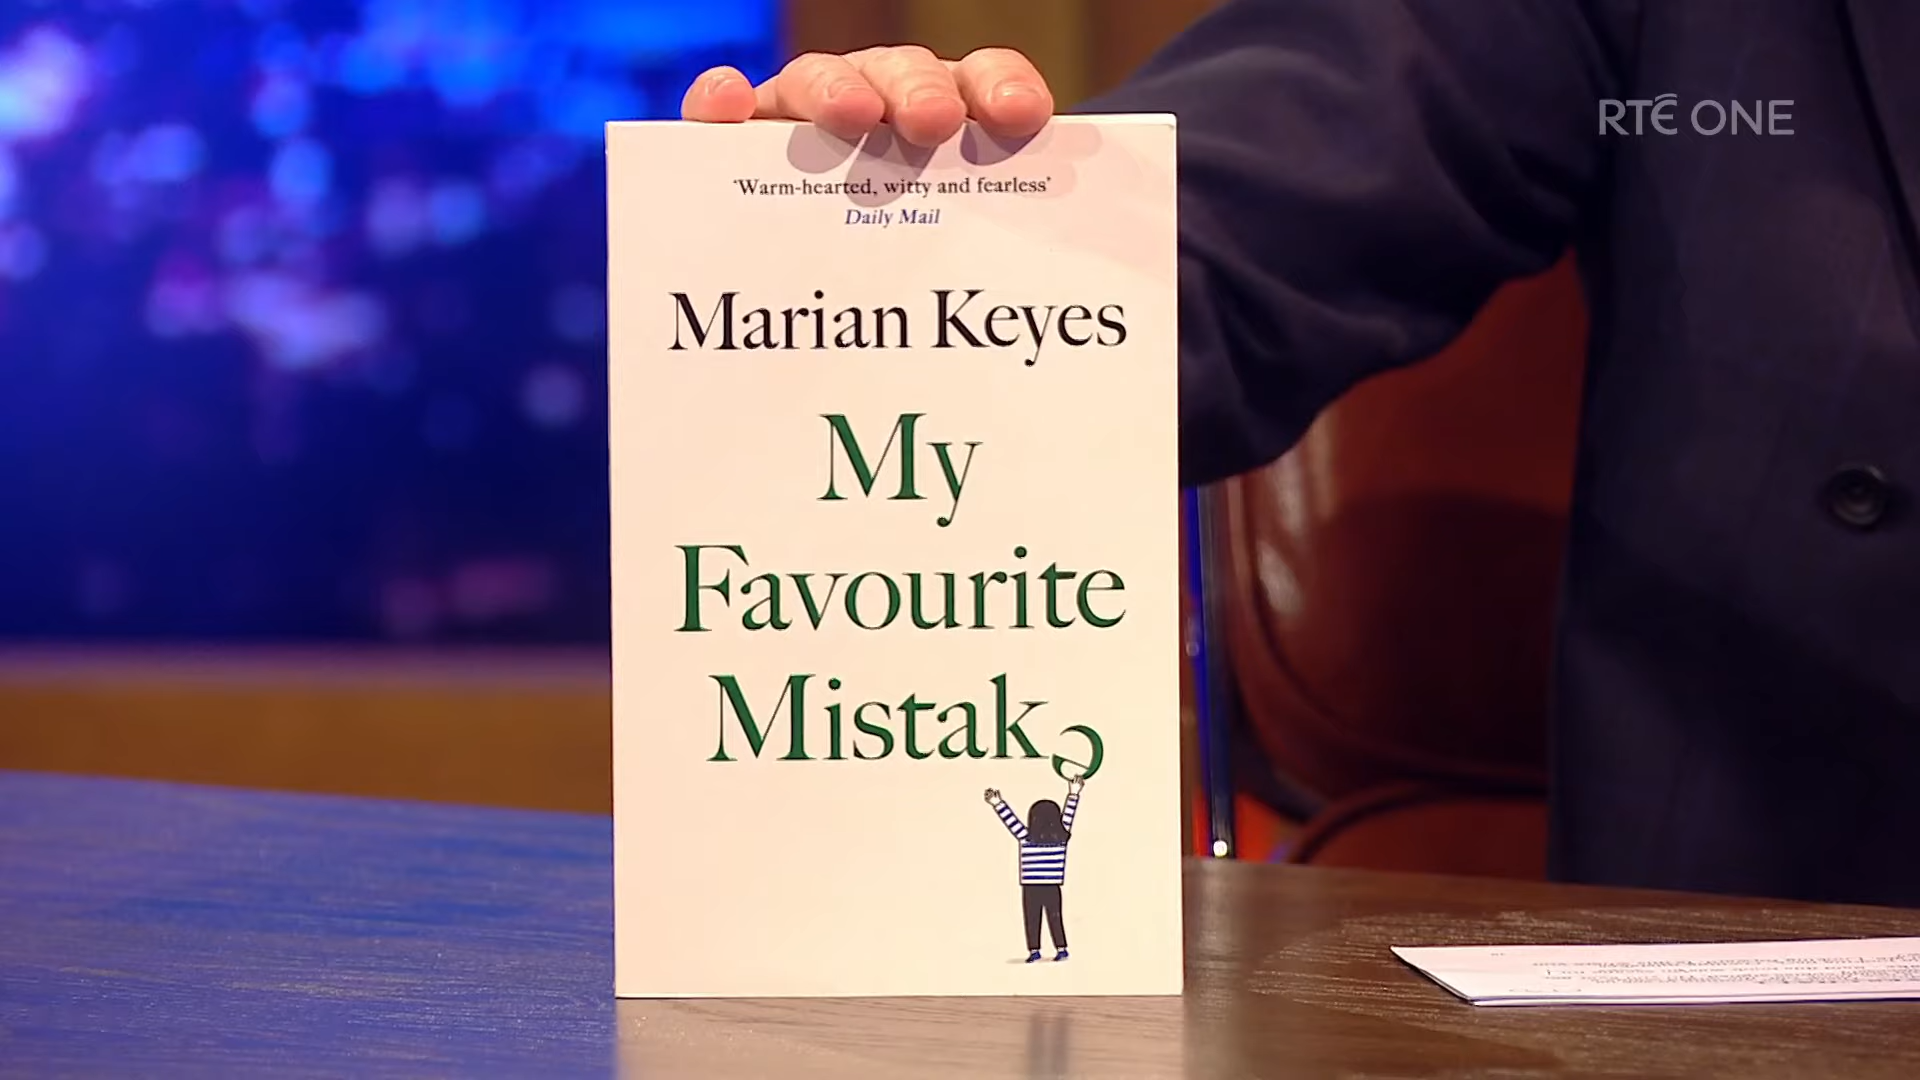 RTÉ ONE
'Warm-hearted, witty and fearless'
Daily Mail
Marian Keyes
My
Favourite
Mistake